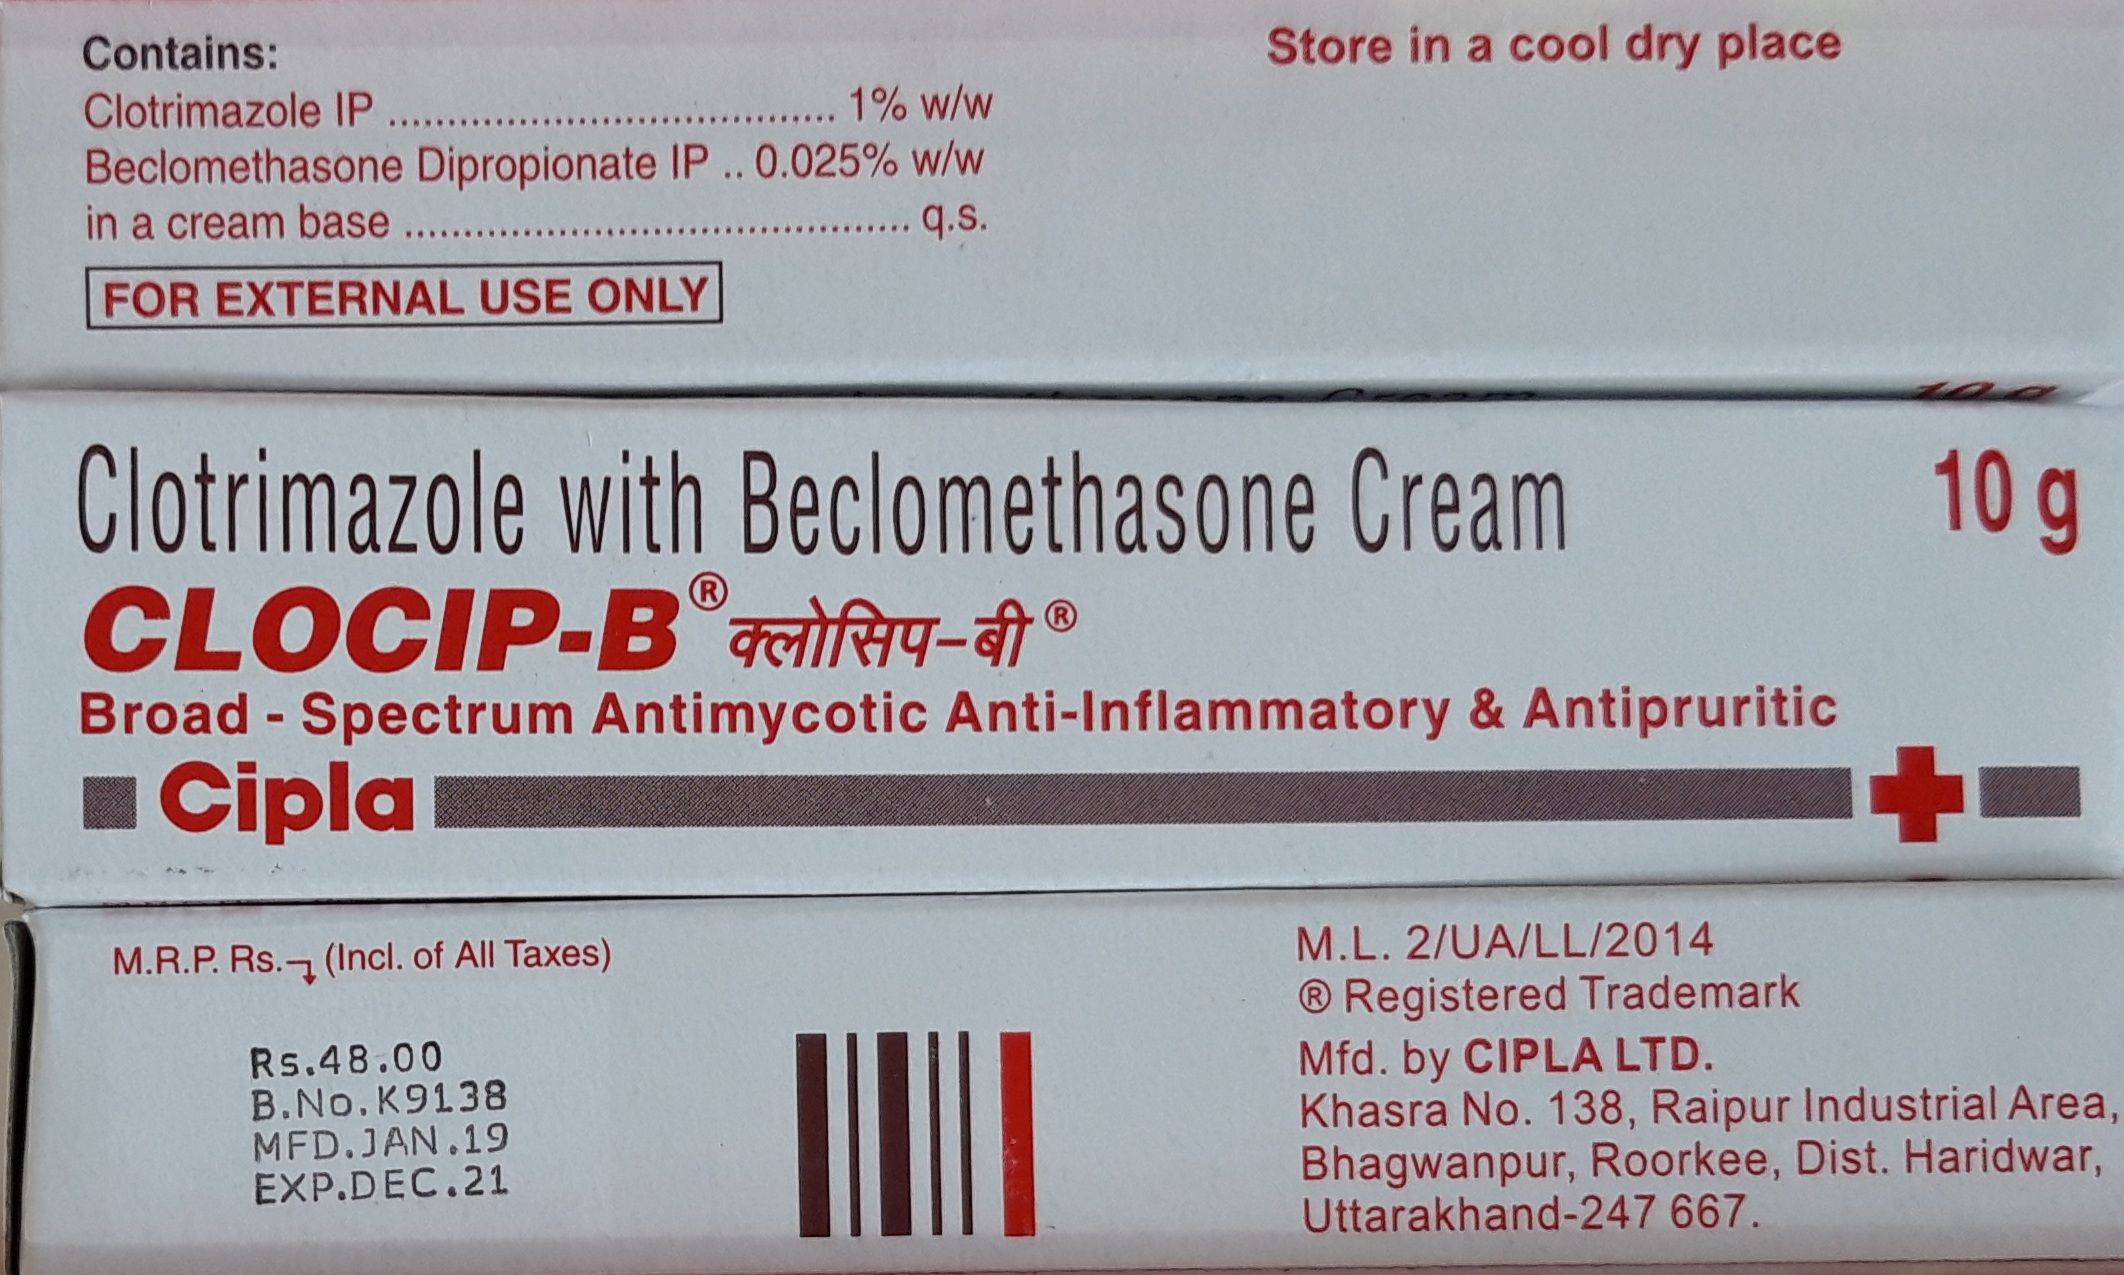 Contains:
Clotrimazole IP ...................................... 1% w/w
Beclomethasone Dipropionate IP .. 0.025% w/w
in a cream base ........................................... q.s.
FOR EXTERNAL USE ONLY
Store in a cool dry place
Clotrimazole with Beclomethasone Cream 10 g
CLOCIP-B® क्लोसिप-बी®
Broad - Spectrum Antimycotic Anti-Inflammatory & Antipruritic
Cipla
M.R.P. Rs. (Incl. of All Taxes)
Rs.48.00
B.No.K9138
MFD.JAN.19
EXP.DEC.21
M.L. 2/UA/LL/2014
® Registered Trademark
Mfd. by CIPLA LTD.
Khasra No. 138, Raipur Industrial Area,
Bhagwanpur, Roorkee, Dist. Haridwar,
Uttarakhand-247 667.